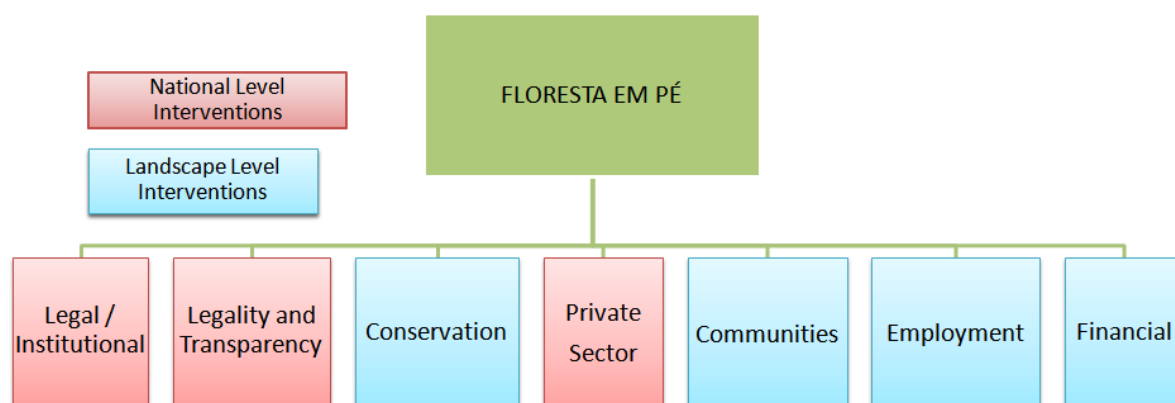 FLORESTA EM PÉ
National Level
Interventions
Landscape Level
Interventions
Legal /
Institutional
Legality and
Transparency
Conservation
Private
Sector
Communities
Employment
Financial